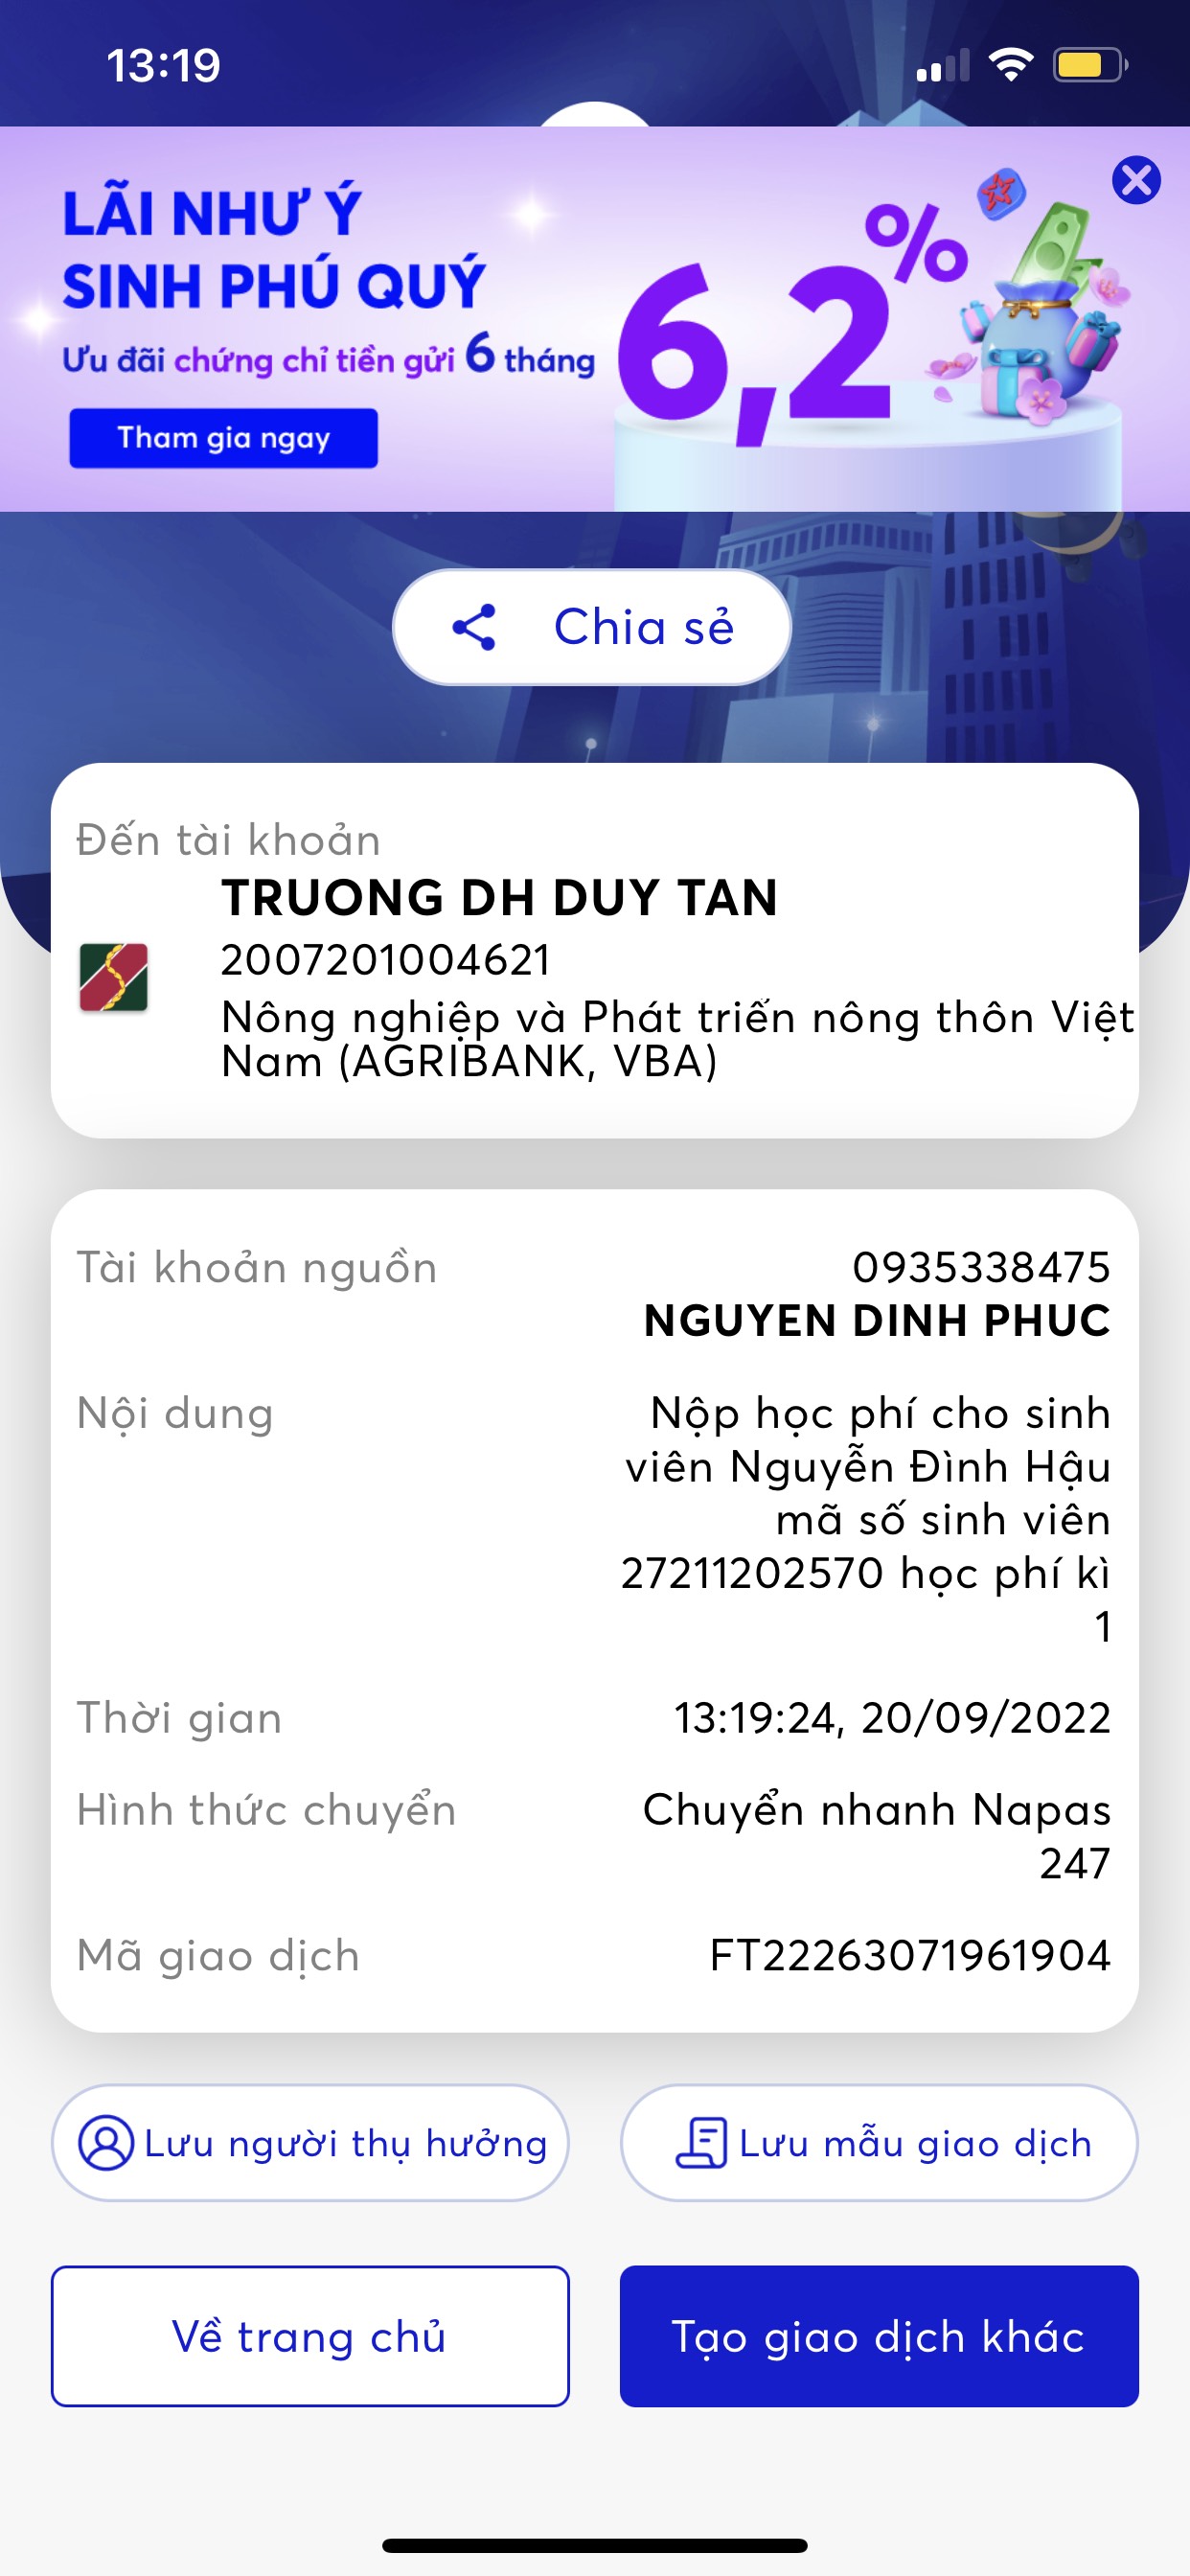 13:19
LÃI NHƯ Ý
SINH PHÚ QUÝ
Ưu đãi chứng chỉ tiền gửi 6 tháng
6,2%
Tham gia ngay
Chia sẻ
Đến tài khoản
TRUONG DH DUY TAN
2007201004621
Nông nghiệp và Phát triển nông thôn Việt
Nam (AGRIBANK, VBA)
Tài khoản nguồn
0935338475
NGUYEN DINH PHUC
Nội dung
Nộp học phí cho sinh
viên Nguyễn Đình Hậu
mã số sinh viên
27211202570 học phí kì
1
Thời gian
13:19:24, 20/09/2022
Hình thức chuyển
Chuyển nhanh Napas
247
Mã giao dịch
FT22263071961904
Lưu người thụ hưởng
Lưu mẫu giao dịch
Về trang chủ
Tạo giao dịch khác